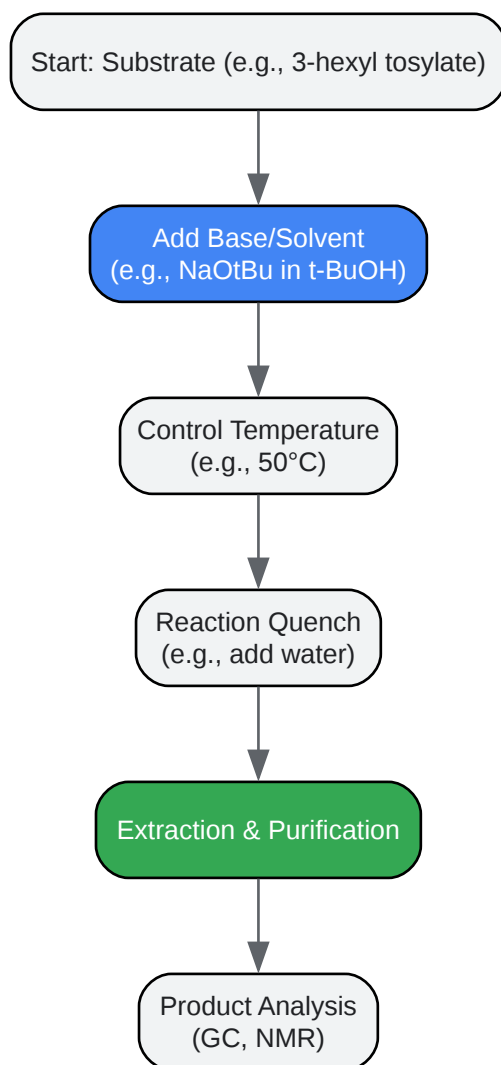 Start: Substrate (e.g., 3-hexyl tosylate)
Add Base/Solvent
(e.g., NaOtBu in t-BuOH)
Control Temperature
(e.g., 50°C)
Reaction Quench
(e.g., add water)
Extraction & Purification
Product Analysis
(GC, NMR)